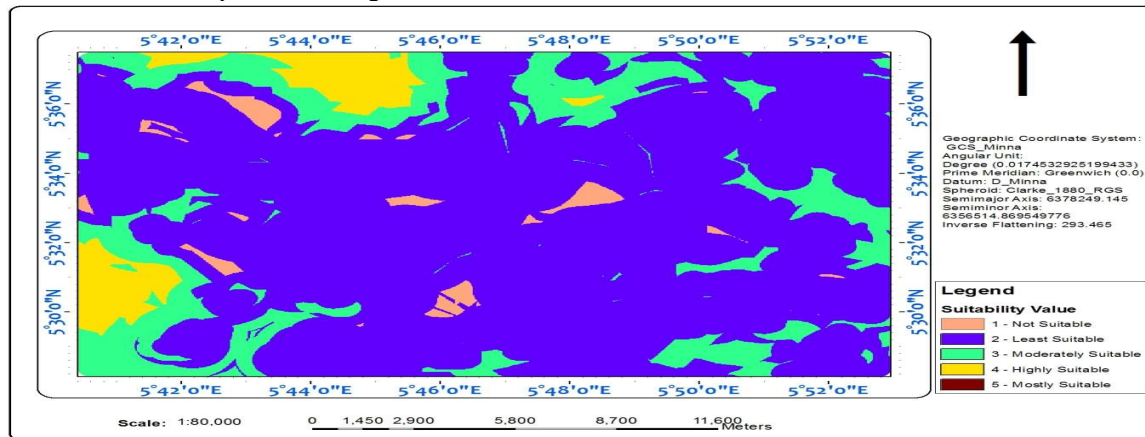 5°42'0"E 5°44'0"E 5°46'0"E 5°48'0"E 5°50'0"E 5°52'0"E
5°36'0"N 5°36'0"N
5°34'0"N 5°34'0"N
5°32'0"N 5°32'0"N
5°30'0"N 5°30'0"N
5°42'0"E 5°44'0"E 5°46'0"E 5°48'0"E 5°50'0"E 5°52'0"E
Scale: 1:80,000 0 1,450 2,900 5,800 8,700 11,600
Meters
Geographic Coordinate System:
GCS_Minna
Angular Unit:
Degree (0.0174532925199433)
Prime Meridian: Greenwich (0.0)
Datum: D_Minna
Spheroid: Clarke_1880_RGS
Semimajor Axis: 6378249.145
Semiminor Axis:
6356514.869549776
Inverse Flattening: 293.465
Legend
Suitability Value
1 - Not Suitable
2 - Least Suitable
3 - Moderately Suitable
4 - Highly Suitable
5 - Mostly Suitable